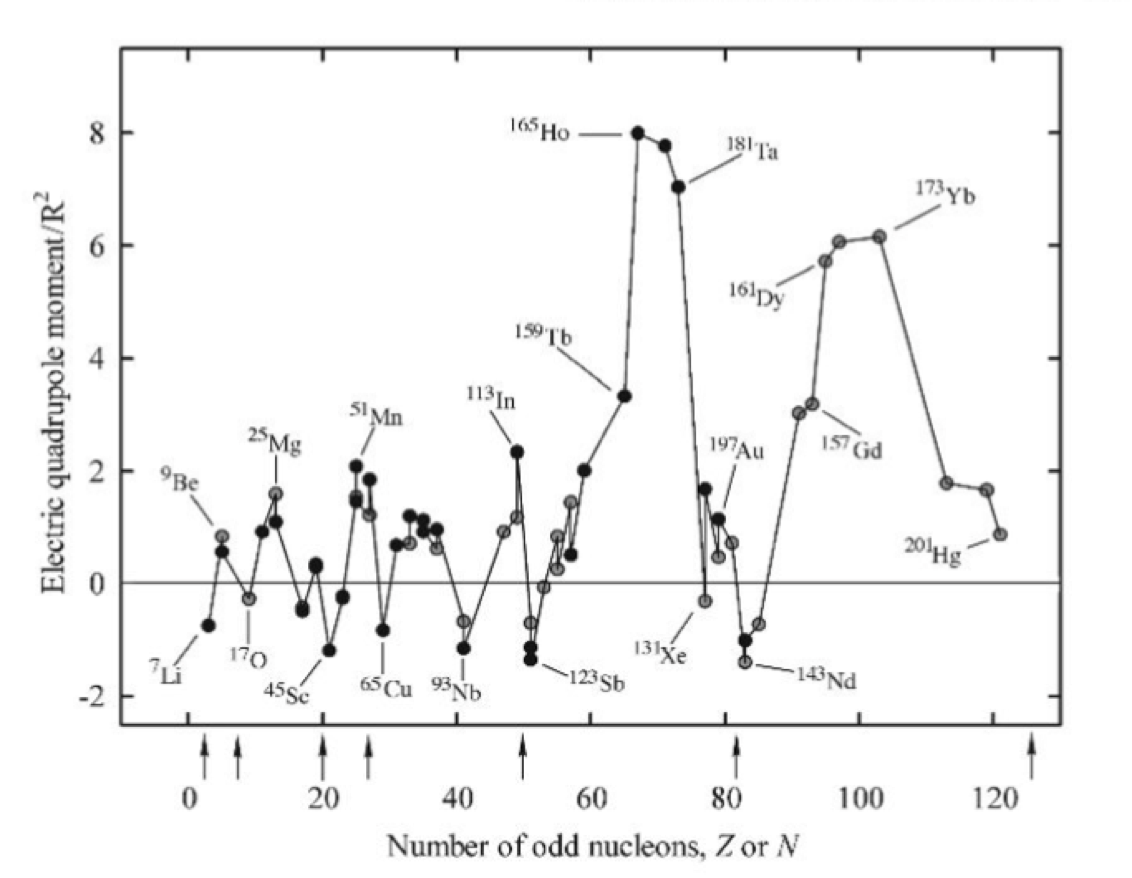 Electric quadrupole moment/R²
8
6
4
2
0
-2
¹⁶⁵Ho
¹⁸¹Ta
¹⁷³Yb
¹⁶¹Dy
¹⁵⁹Tb
¹¹³In
⁵¹Mn
²⁵Mg
⁹Be
¹⁹⁷Au
¹⁵⁷Gd
²⁰¹Hg
⁷Li
¹⁷O
⁴⁵Sc
⁶⁵Cu
⁹³Nb
¹²³Sb
¹³¹Xe
¹⁴³Nd
0 20 40 60 80 100 120
Number of odd nucleons, Z or N